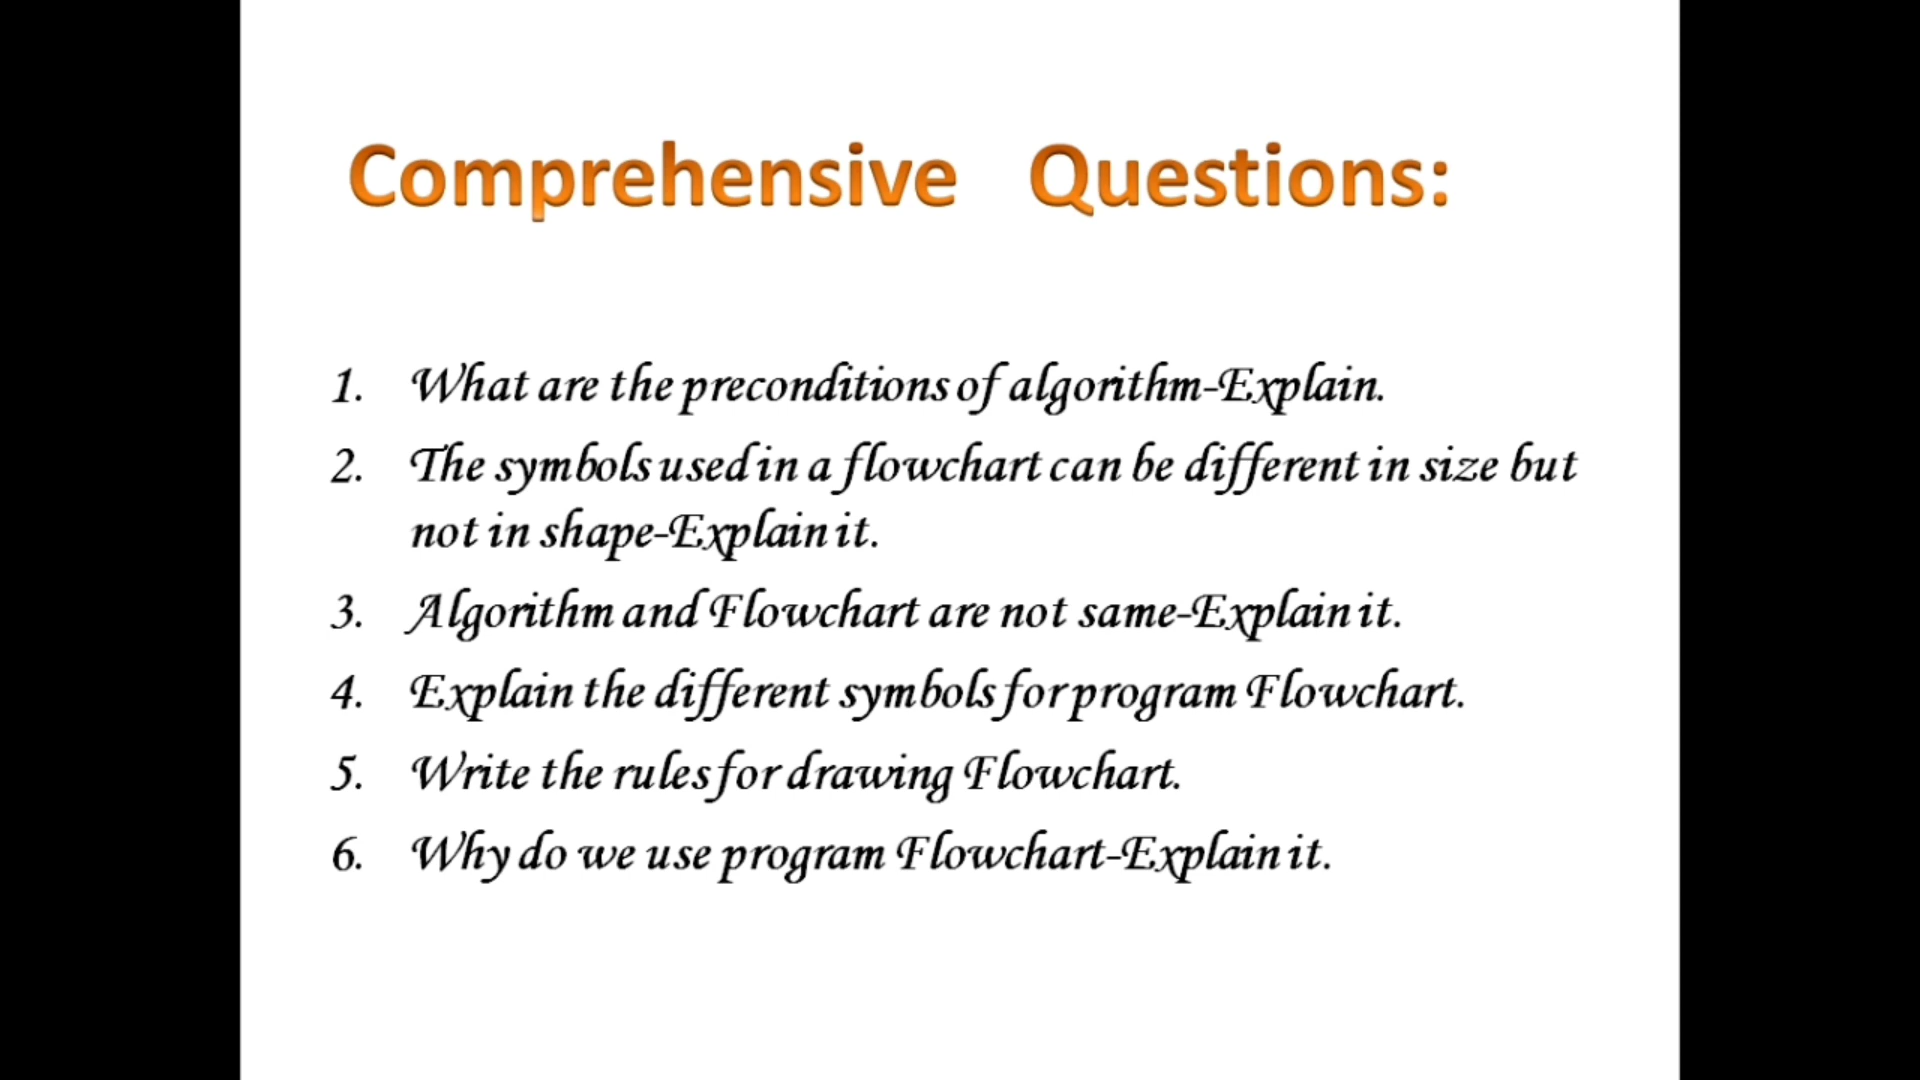 Comprehensive Questions:
1. What are the preconditions of algorithm-Explain.
2. The symbols used in a flowchart can be different in size but
not in shape-Explain it.
3. Algorithm and Flowchart are not same-Explain it.
4. Explain the different symbols for program Flowchart.
5. Write the rules for drawing Flowchart.
6. Why do we use program Flowchart-Explain it.